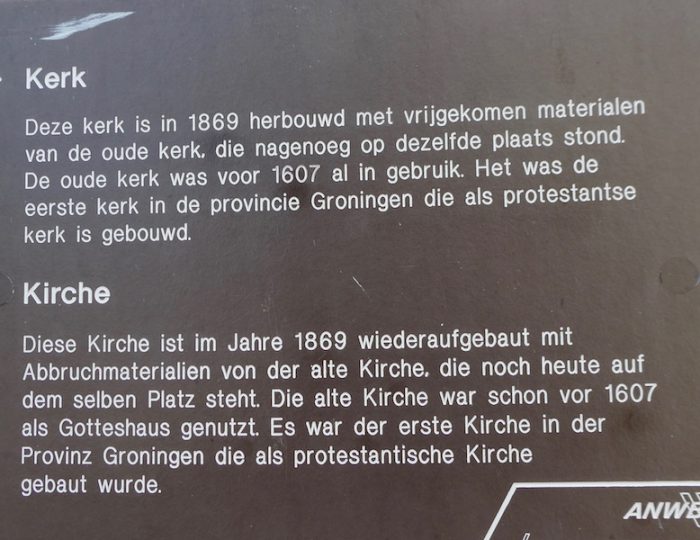 Kerk
Deze kerk is in 1869 herbouwd met vrijgekomen materialen
van de oude kerk, die nagenoeg op dezelfde plaats stond.
De oude kerk was voor 1607 al in gebruik. Het was de
eerste kerk in de provincie Groningen die als protestantse
kerk is gebouwd.
Kirche
Diese Kirche ist im Jahre 1869 wiederaufgebaut mit
Abbruchmaterialien von der alte Kirche, die noch heute auf
dem selben Platz steht. Die alte Kirche war schon vor 1607
als Gotteshaus genutzt. Es war der erste Kirche in der
Provinz Groningen die als protestantische Kirche
gebaut wurde.
ANWB